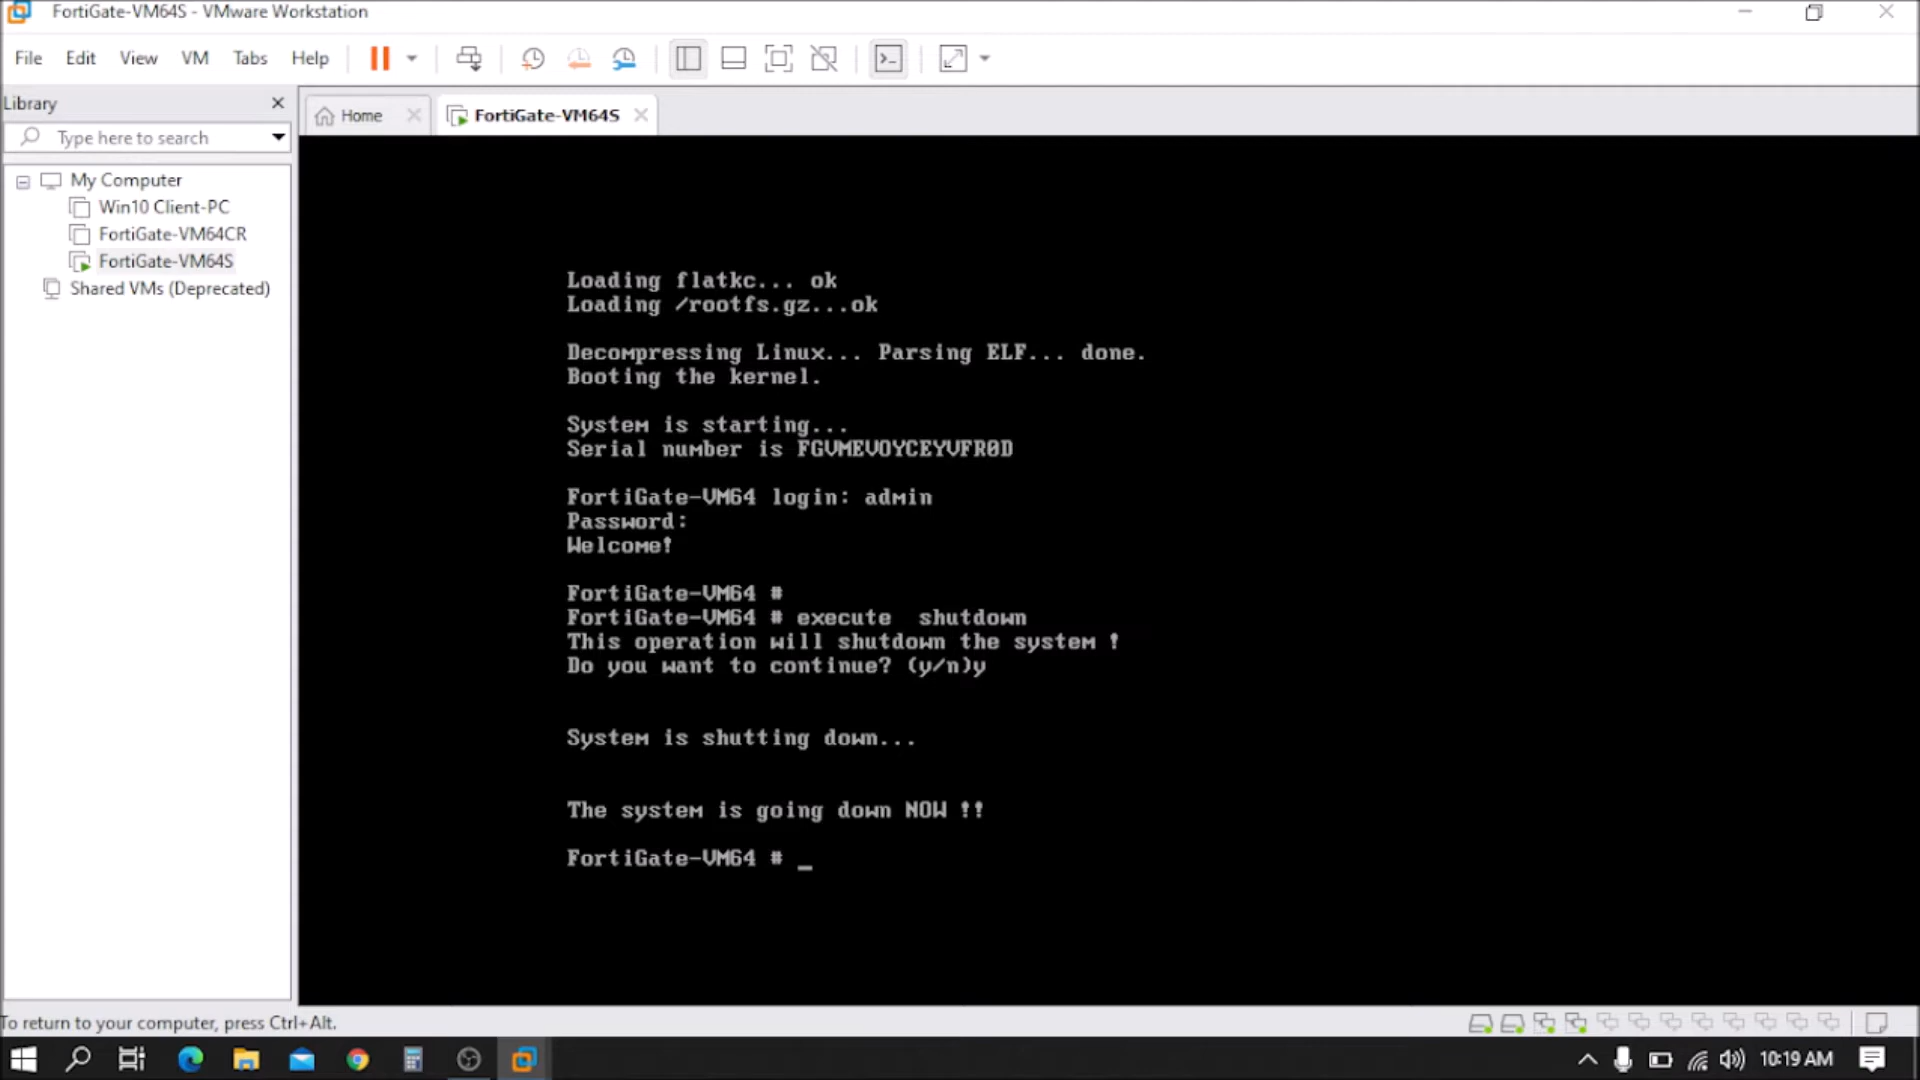 FortiGate-VM64S - VMware Workstation
File Edit View VM Tabs Help
Library
Type here to search
My Computer
Win10 Client-PC
FortiGate-VM64CR
FortiGate-VM64S
Shared VMs (Deprecated)
Home
FortiGate-VM64S
Loading flatkc... ok
Loading /rootfs.gz...ok
Decompressing Linux... Parsing ELF... done.
Booting the kernel.
System is starting...
Serial number is FGVMEVOYCEYVFR0D
FortiGate-VM64 login: admin
Password:
Welcome!
FortiGate-VM64 #
FortiGate-VM64 # execute  shutdown
This operation will shutdown the system !
Do you want to continue? (y/n)y
System is shutting down...
The system is going down NOW !!
FortiGate-VM64 # _
To return to your computer, press Ctrl+Alt.
10:19 AM